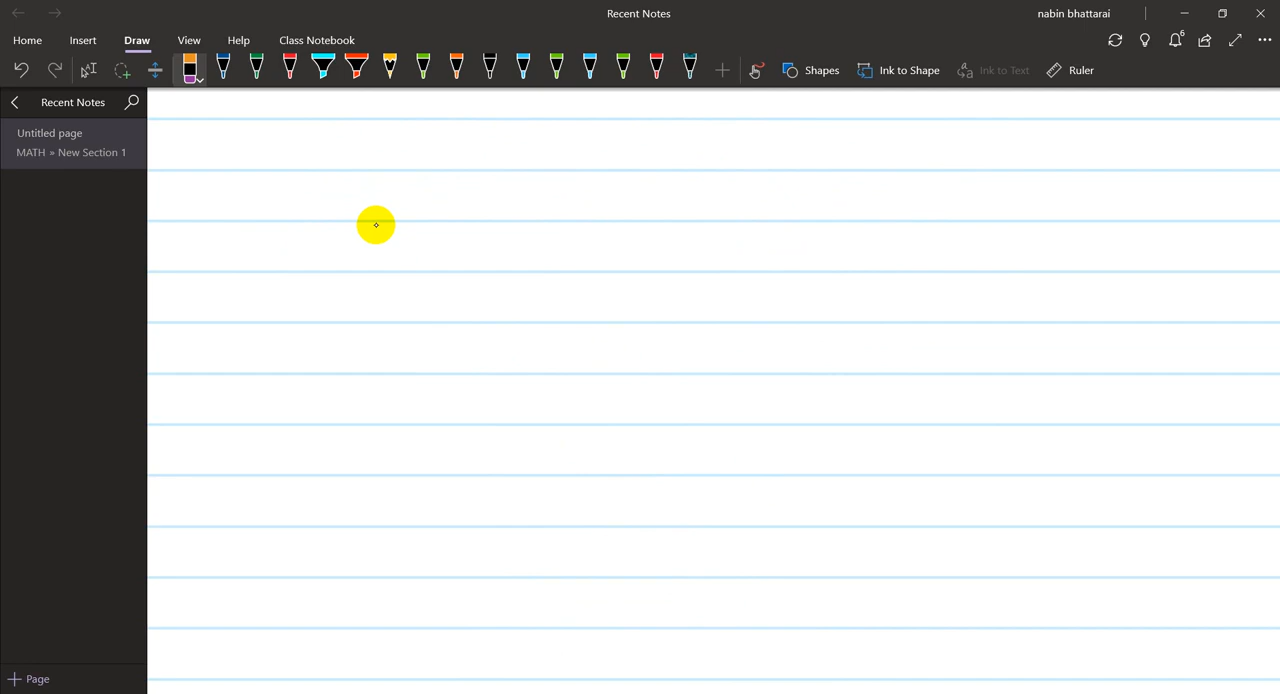 Recent Notes
nabin bhattarai
Home Insert Draw View Help Class Notebook
6
Shapes Ink to Shape Ink to Text Ruler
Recent Notes
Untitled page
MATH » New Section 1
Page